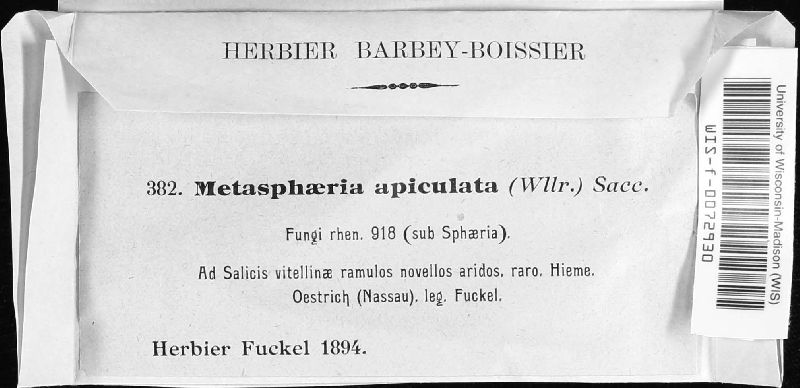 HERBIER BARBEY-BOISSIER
382. Metasphæria apiculata (Wllr.) Sacc.
Fungi rhen. 918 (sub Sphæria).
Ad Salicis vitellinæ ramulos novellos aridos, raro. Hieme.
Oestrich (Nassau). leg. Fuckel.
Herbier Fuckel 1894.
University of Wisconsin-Madison (WIS)
WIS-f-0072930